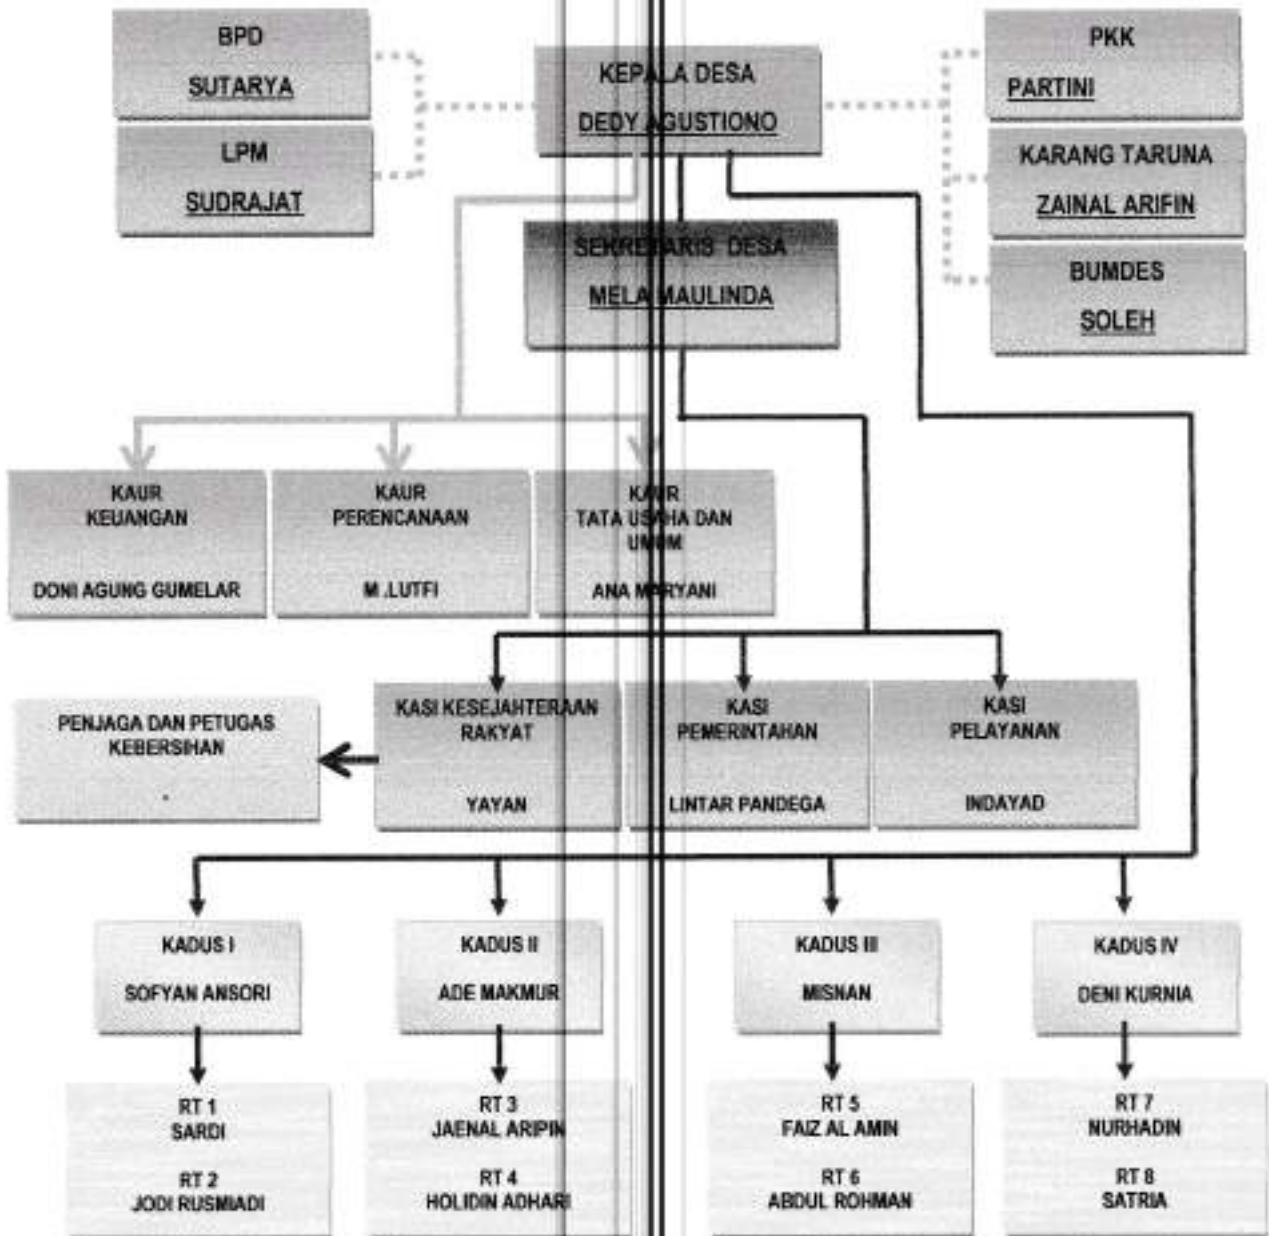 BPD
SUTARYA
LPM
SUDRAJAT
KEPALA DESA
DEDY AGUSTIONO
PKK
PARTINI
KARANG TARUNA
ZAINAL ARIFIN
BUMDES
SOLEH
SEKRETARIS DESA
MELA MAULINDA
KAUR
KEUANGAN
DONI AGUNG GUMELAR
KAUR
PERENCANAAN
M .LUTFI
KAUR
TATA USAHA DAN
UMUM
ANA MARYANI
PENJAGA DAN PETUGAS
KEBERSIHAN
.
KASI KESEJAHTERAAN
RAKYAT
YAYAN
KASI
PEMERINTAHAN
LINTAR PANDEGA
KASI
PELAYANAN
INDAYAD
KADUS I
SOFYAN ANSORI
KADUS II
ADE MAKMUR
KADUS III
MISNAN
KADUS IV
DENI KURNIA
RT 1
SARDI
RT 2
JODI RUSMIADI
RT 3
JAENAL ARIPIN
RT 4
HOLIDIN ADHARI
RT 5
FAIZ AL AMIN
RT 6
ABDUL ROHMAN
RT 7
NURHADIN
RT 8
SATRIA